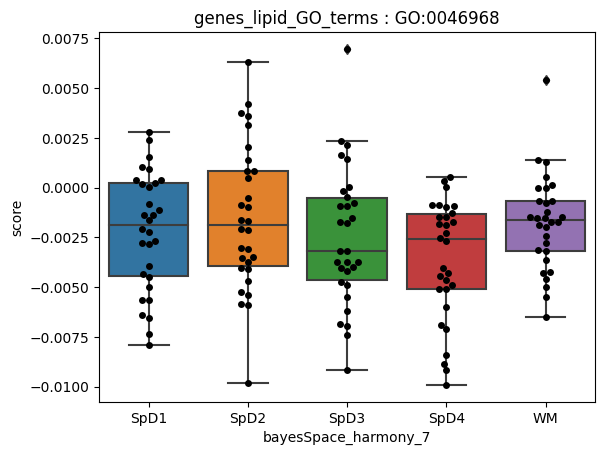 genes_lipid_GO_terms : GO:0046968
0.0075
0.0050
0.0025
0.0000
−0.0025
−0.0050
−0.0075
−0.0100
score
SpD1 SpD2 SpD3 SpD4 WM
bayesSpace_harmony_7